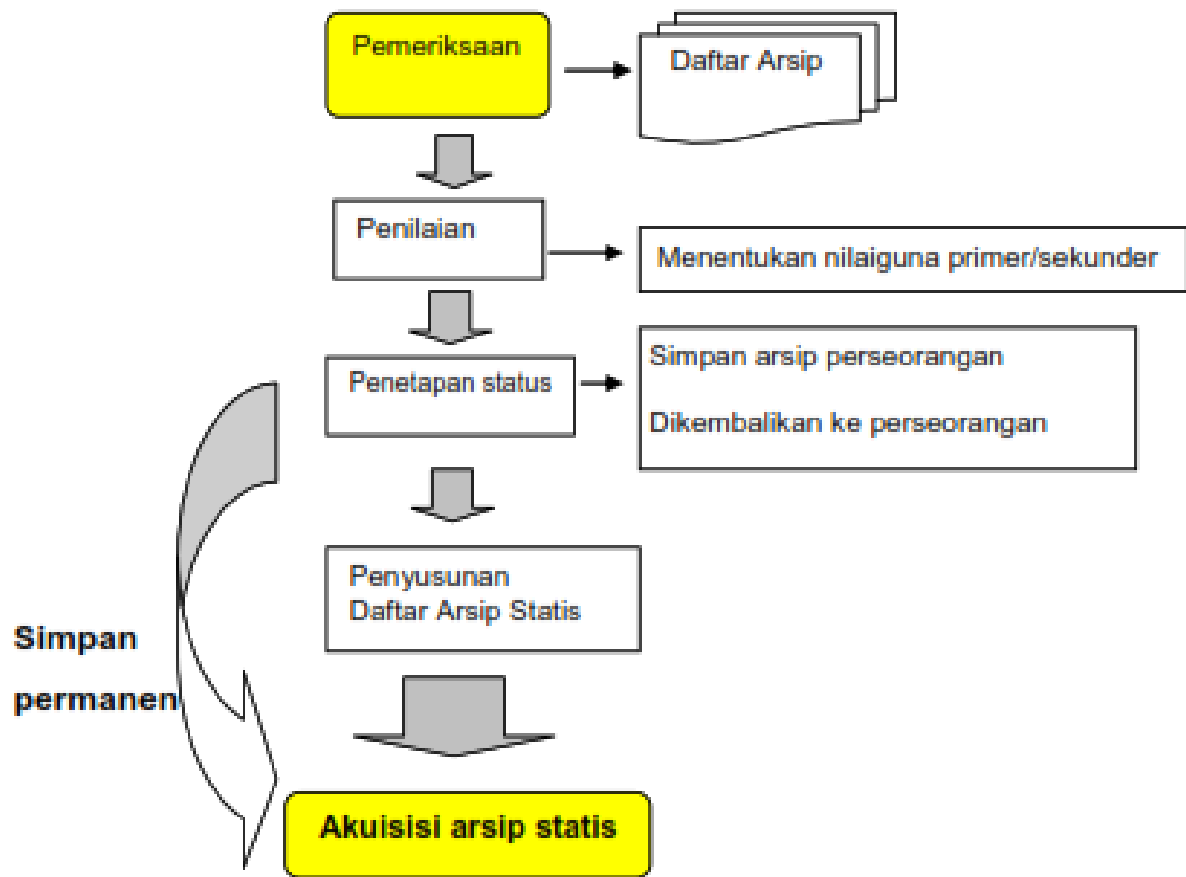 Pemeriksaan
Daftar Arsip
Penilaian
Menentukan nilaiguna primer/sekunder
Penetapan status
Simpan arsip perseorangan
Dikembalikan ke perseorangan
Penyusunan
Daftar Arsip Statis
Simpan
permanen
Akuisisi arsip statis